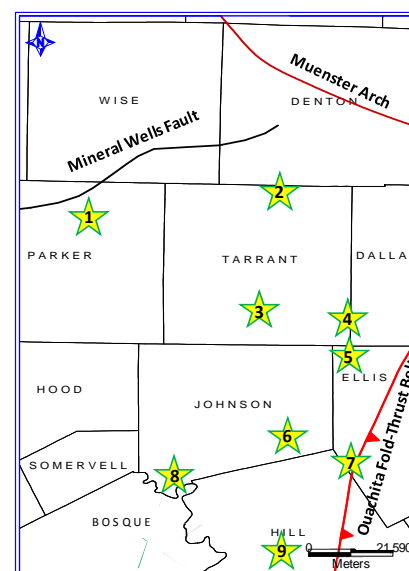 N
WISE
DENTON
Muenster Arch
Mineral Wells Fault
1
2
PARKER
TARRANT
DALLA
3
4
5
ELLIS
HOOD
JOHNSON
6
7
Ouachita Fold-Thrust Belt
SOMERVELL
8
BOSQUE
HILL
9
0
21,590
Meters